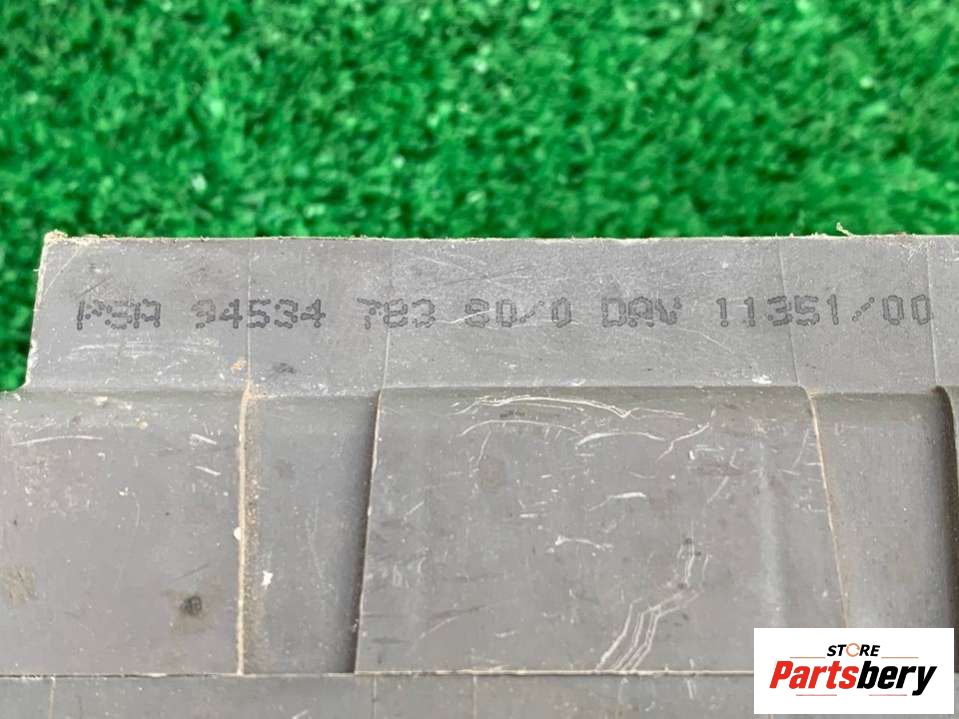 PSA 94534 783 80/0 DAV 11351/00
STORE
Partsbery